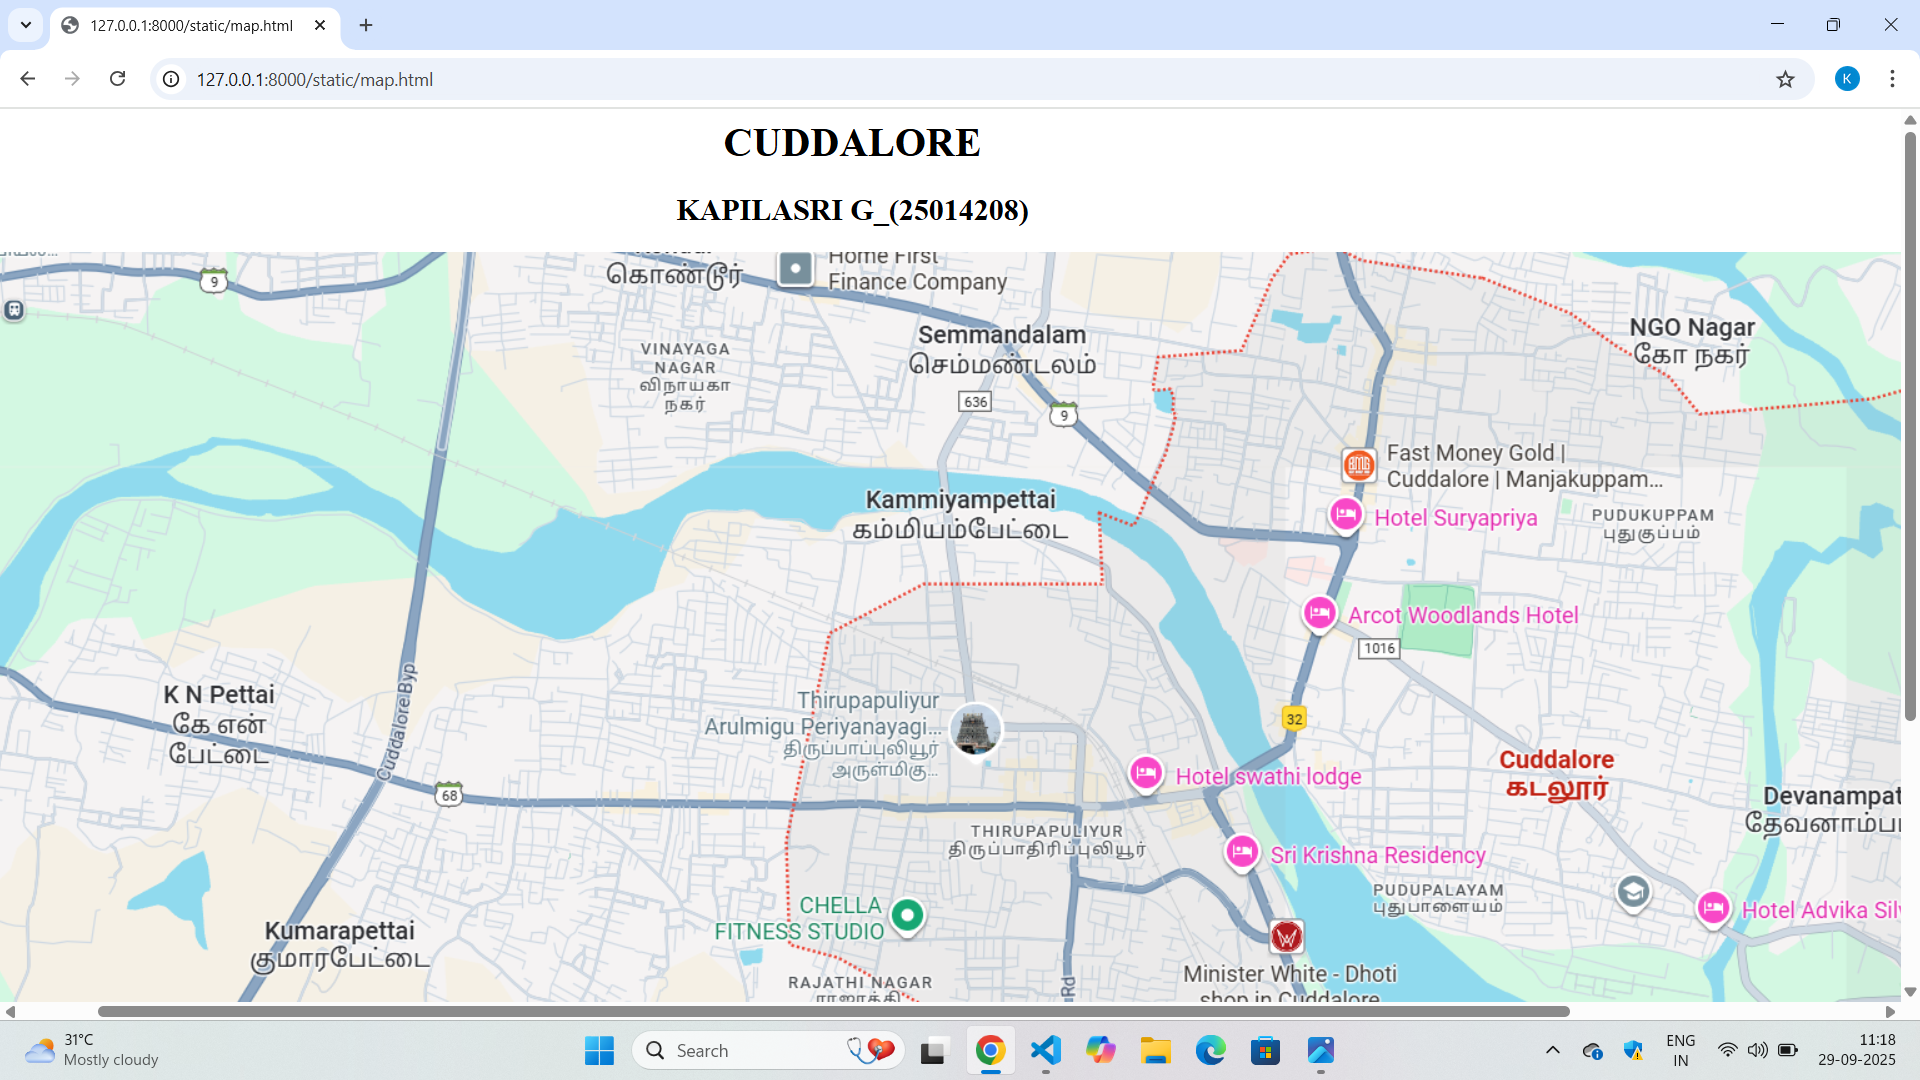 127.0.0.1:8000/static/map.html
127.0.0.1:8000/static/map.html
K
CUDDALORE
KAPILASRI G_(25014208)
கொண்டூர்
Home First
Finance Company
9
Semmandalam
செம்மண்டலம்
NGO Nagar
கோ நகர்
VINAYAGA
NAGAR
விநாயகா
நகர்
636
9
Fast Money Gold |
Cuddalore | Manjakuppam...
Kammiyampettai
கம்மியம்பேட்டை
Hotel Suryapriya
PUDUKUPPAM
புதுகுப்பம்
Arcot Woodlands Hotel
1016
K N Pettai
கே என்
பேட்டை
Cuddalore Byp
Thirupapuliyur
Arulmigu Periyanayagi...
திருப்பாப்புலியூர்
அருள்மிகு...
32
Hotel swathi lodge
Cuddalore
கடலூர்
68
Devanampat
தேவனாம்ப
THIRUPAPULIYUR
திருப்பாதிரிப்புலியூர்
Sri Krishna Residency
PUDUPALAYAM
புதுபாளையம்
CHELLA
FITNESS STUDIO
Hotel Advika Silv
Kumarapettai
குமாரபேட்டை
Minister White - Dhoti
shop in Cuddalore
RAJATHI NAGAR
Rd
31°C
Mostly cloudy
Search
ENG
IN
11:18
29-09-2025